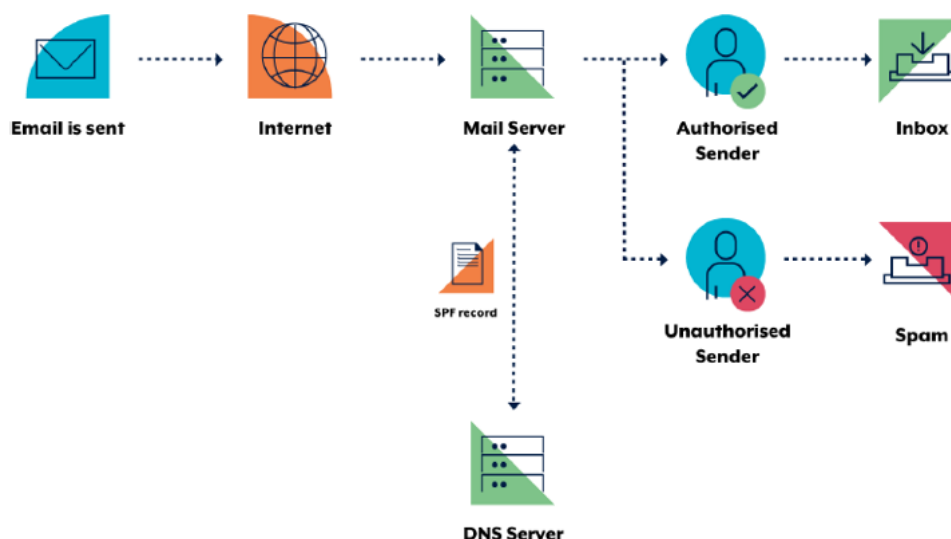 Email is sent
Internet
Mail Server
Authorised
Sender
Inbox
SPF record
Unauthorised
Sender
Spam
DNS Server